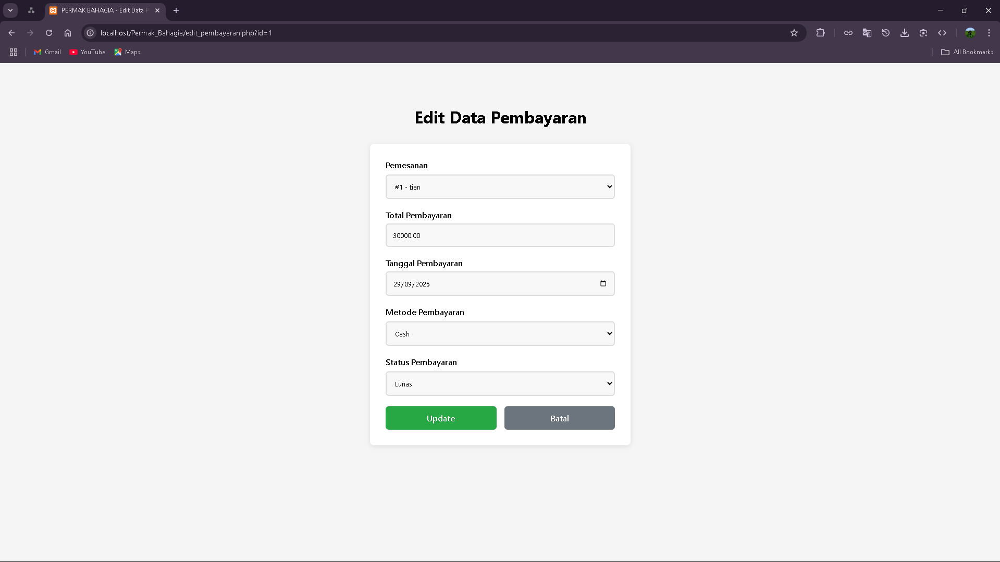 PERMAK BAHAGIA - Edit Data P
localhost/Permak_Bahagia/edit_pembayaran.php?id=1
Gmail
YouTube
Maps
All Bookmarks
Edit Data Pembayaran
Pemesanan
#1 - tian
Total Pembayaran
30000.00
Tanggal Pembayaran
29/09/2025
Metode Pembayaran
Cash
Status Pembayaran
Lunas
Update
Batal